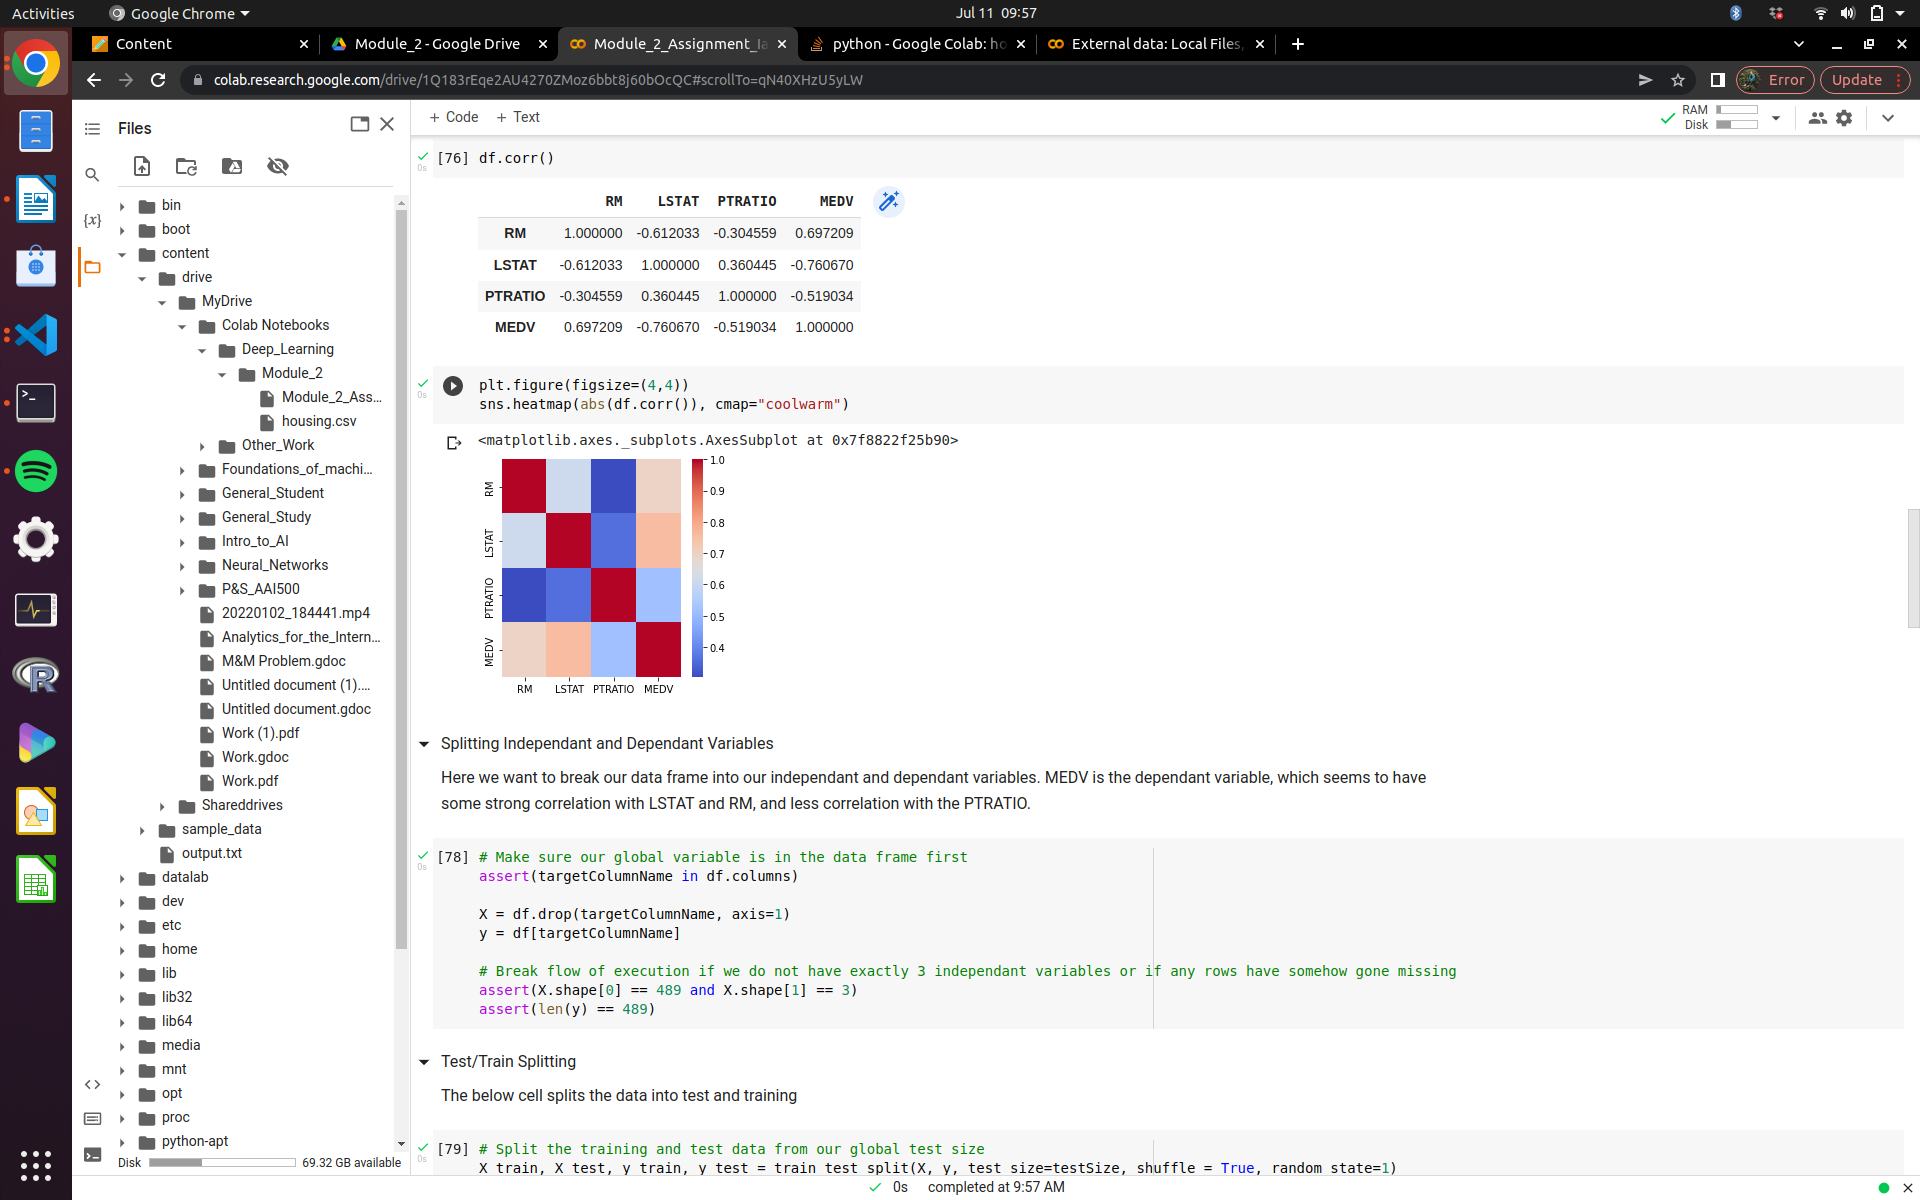 Activities
Google Chrome
Jul 11 09:57
Content
Module_2 - Google Drive
Module_2_Assignment_Ia
python - Google Colab: ho
External data: Local Files,
colab.research.google.com/drive/1Q183rEqe2AU4270ZMoz6bbt8j60bOcQC#scrollTo=qN40XHzU5yLW
Error
Update
Files
+ Code
+ Text
RAM
Disk
{x}
bin
boot
content
drive
MyDrive
Colab Notebooks
Deep_Learning
Module_2
Module_2_Ass...
housing.csv
Other_Work
Foundations_of_machi...
General_Student
General_Study
Intro_to_AI
Neural_Networks
P&S_AAI500
20220102_184441.mp4
Analytics_for_the_Intern...
M&M Problem.gdoc
Untitled document (1)....
Untitled document.gdoc
Work (1).pdf
Work.gdoc
Work.pdf
Shareddrives
sample_data
output.txt
datalab
dev
etc
home
lib
lib32
lib64
media
mnt
opt
proc
python-apt
Disk
69.32 GB available
0s
[76] df.corr()
RM LSTAT PTRATIO MEDV
RM 1.000000 -0.612033 -0.304559 0.697209
LSTAT -0.612033 1.000000 0.360445 -0.760670
PTRATIO -0.304559 0.360445 1.000000 -0.519034
MEDV 0.697209 -0.760670 -0.519034 1.000000
0s
plt.figure(figsize=(4,4))
sns.heatmap(abs(df.corr()), cmap="coolwarm")
<matplotlib.axes._subplots.AxesSubplot at 0x7f8822f25b90>
RM
LSTAT
PTRATIO
MEDV
RM LSTAT PTRATIO MEDV
1.0
0.9
0.8
0.7
0.6
0.5
0.4
Splitting Independant and Dependant Variables
Here we want to break our data frame into our independant and dependant variables. MEDV is the dependant variable, which seems to have
some strong correlation with LSTAT and RM, and less correlation with the PTRATIO.
0s
[78] # Make sure our global variable is in the data frame first
assert(targetColumnName in df.columns)
X = df.drop(targetColumnName, axis=1)
y = df[targetColumnName]
# Break flow of execution if we do not have exactly 3 independant variables or if any rows have somehow gone missing
assert(X.shape[0] == 489 and X.shape[1] == 3)
assert(len(y) == 489)
Test/Train Splitting
The below cell splits the data into test and training
0s
[79] # Split the training and test data from our global test size
X_train, X_test, y_train, y_test = train_test_split(X, y, test_size=testSize, shuffle = True, random_state=1)
0s completed at 9:57 AM